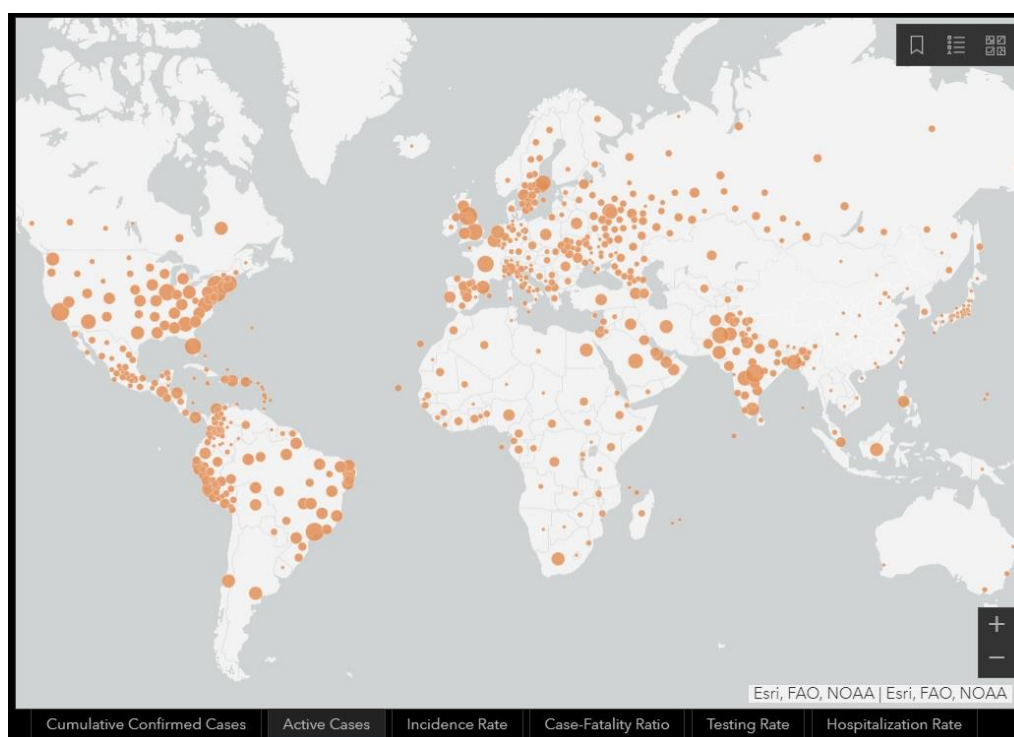 +
−
Esri, FAO, NOAA | Esri, FAO, NOAA
Cumulative Confirmed Cases Active Cases Incidence Rate Case-Fatality Ratio Testing Rate Hospitalization Rate